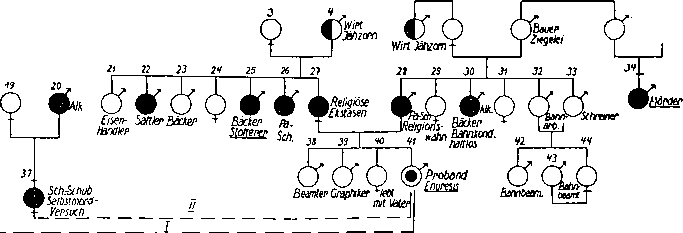 3
4
Wirt
Jähzorn
Wirt Jähzorn
Bauer
Ziegelei
34
Mörder
19
20
Alk.
21
22
23
24
25
26
27
28
29
30
31
32
33
Eisen-
händler
Sattler
Bäcker
Bäcker
Stotterer
Pa-
Sch.
Religiöse
Ekstasen
Religions-
wahn
Alk.
Bäcker
Bahnkond.
haltlos
Bahn-
arb.
Schreiner
37
Sch:Schub
Selbstmord-
Versuch
38
39
40
41
Beamter
Graphiker
lebt
mit Vater
Proband
Enuresis
42
43
44
Bahnbeam.
Bahn-
beamt.
II
I